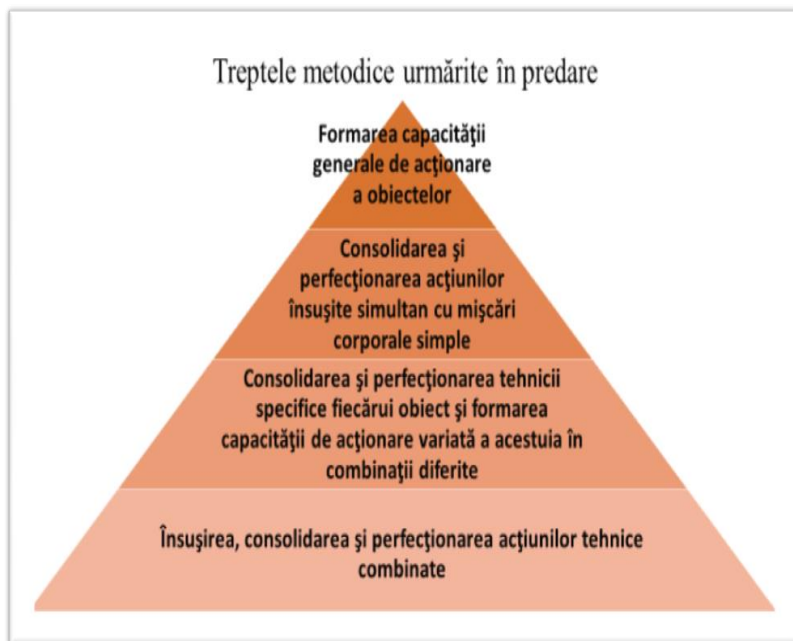 Treptele metodice urmărite în predare
Formarea capacităţii
generale de acţionare
a obiectelor
Consolidarea şi
perfecţionarea acţiunilor
însuşite simultan cu mişcări
corporale simple
Consolidarea şi perfecţionarea tehnicii
specifice fiecărui obiect şi formarea
capacităţii de acţionare variată a acestuia în
combinaţii diferite
Însuşirea, consolidarea şi perfecţionarea acţiunilor tehnice
combinate